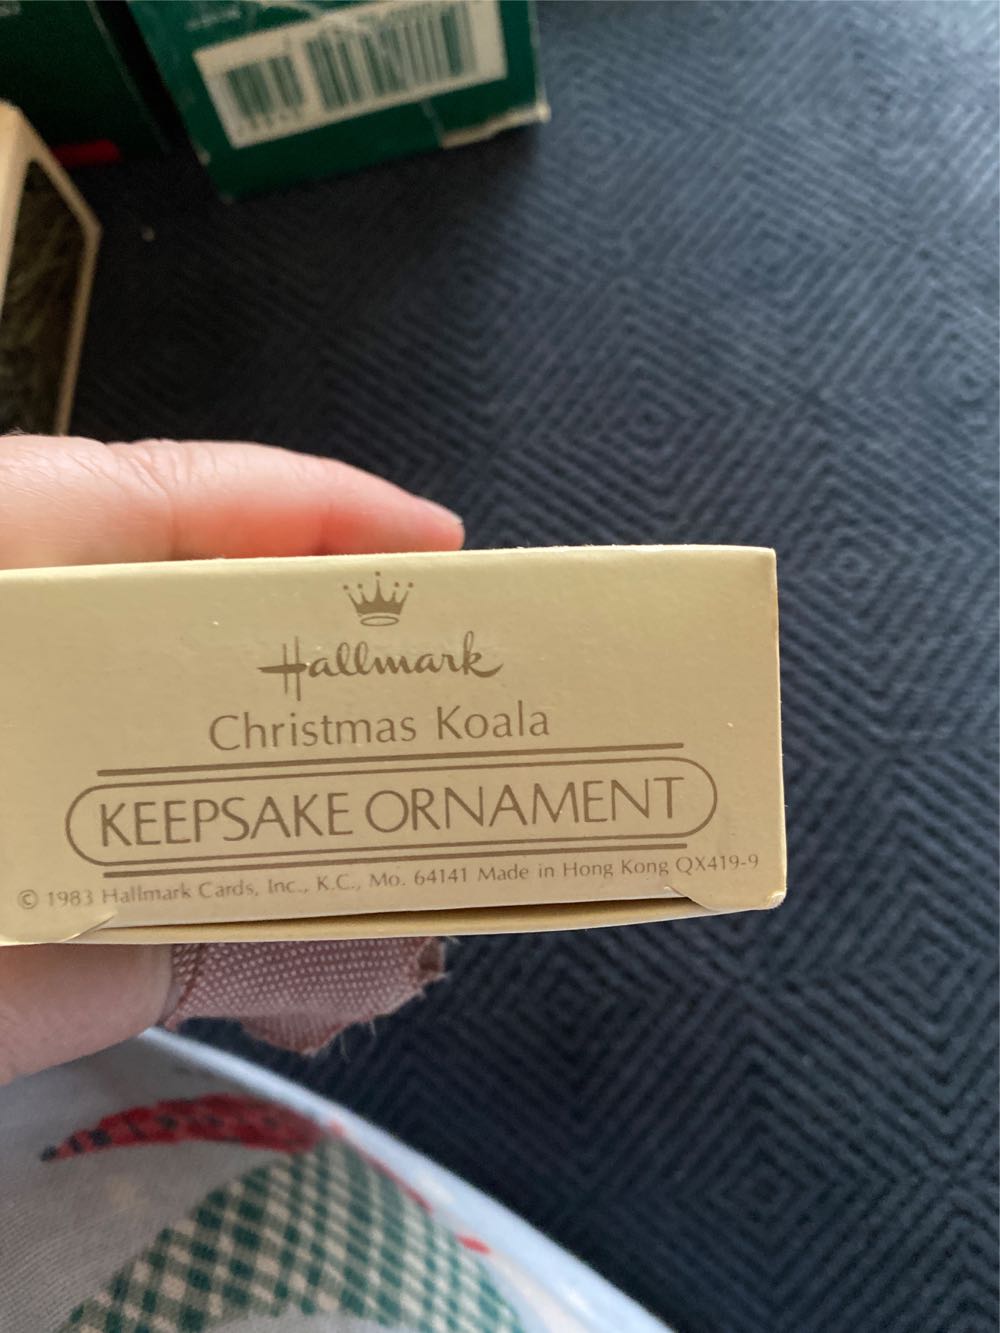 Hallmark
Christmas Koala
KEEPSAKE ORNAMENT
© 1983 Hallmark Cards, Inc., K.C., Mo. 64141 Made in Hong Kong QX419-9